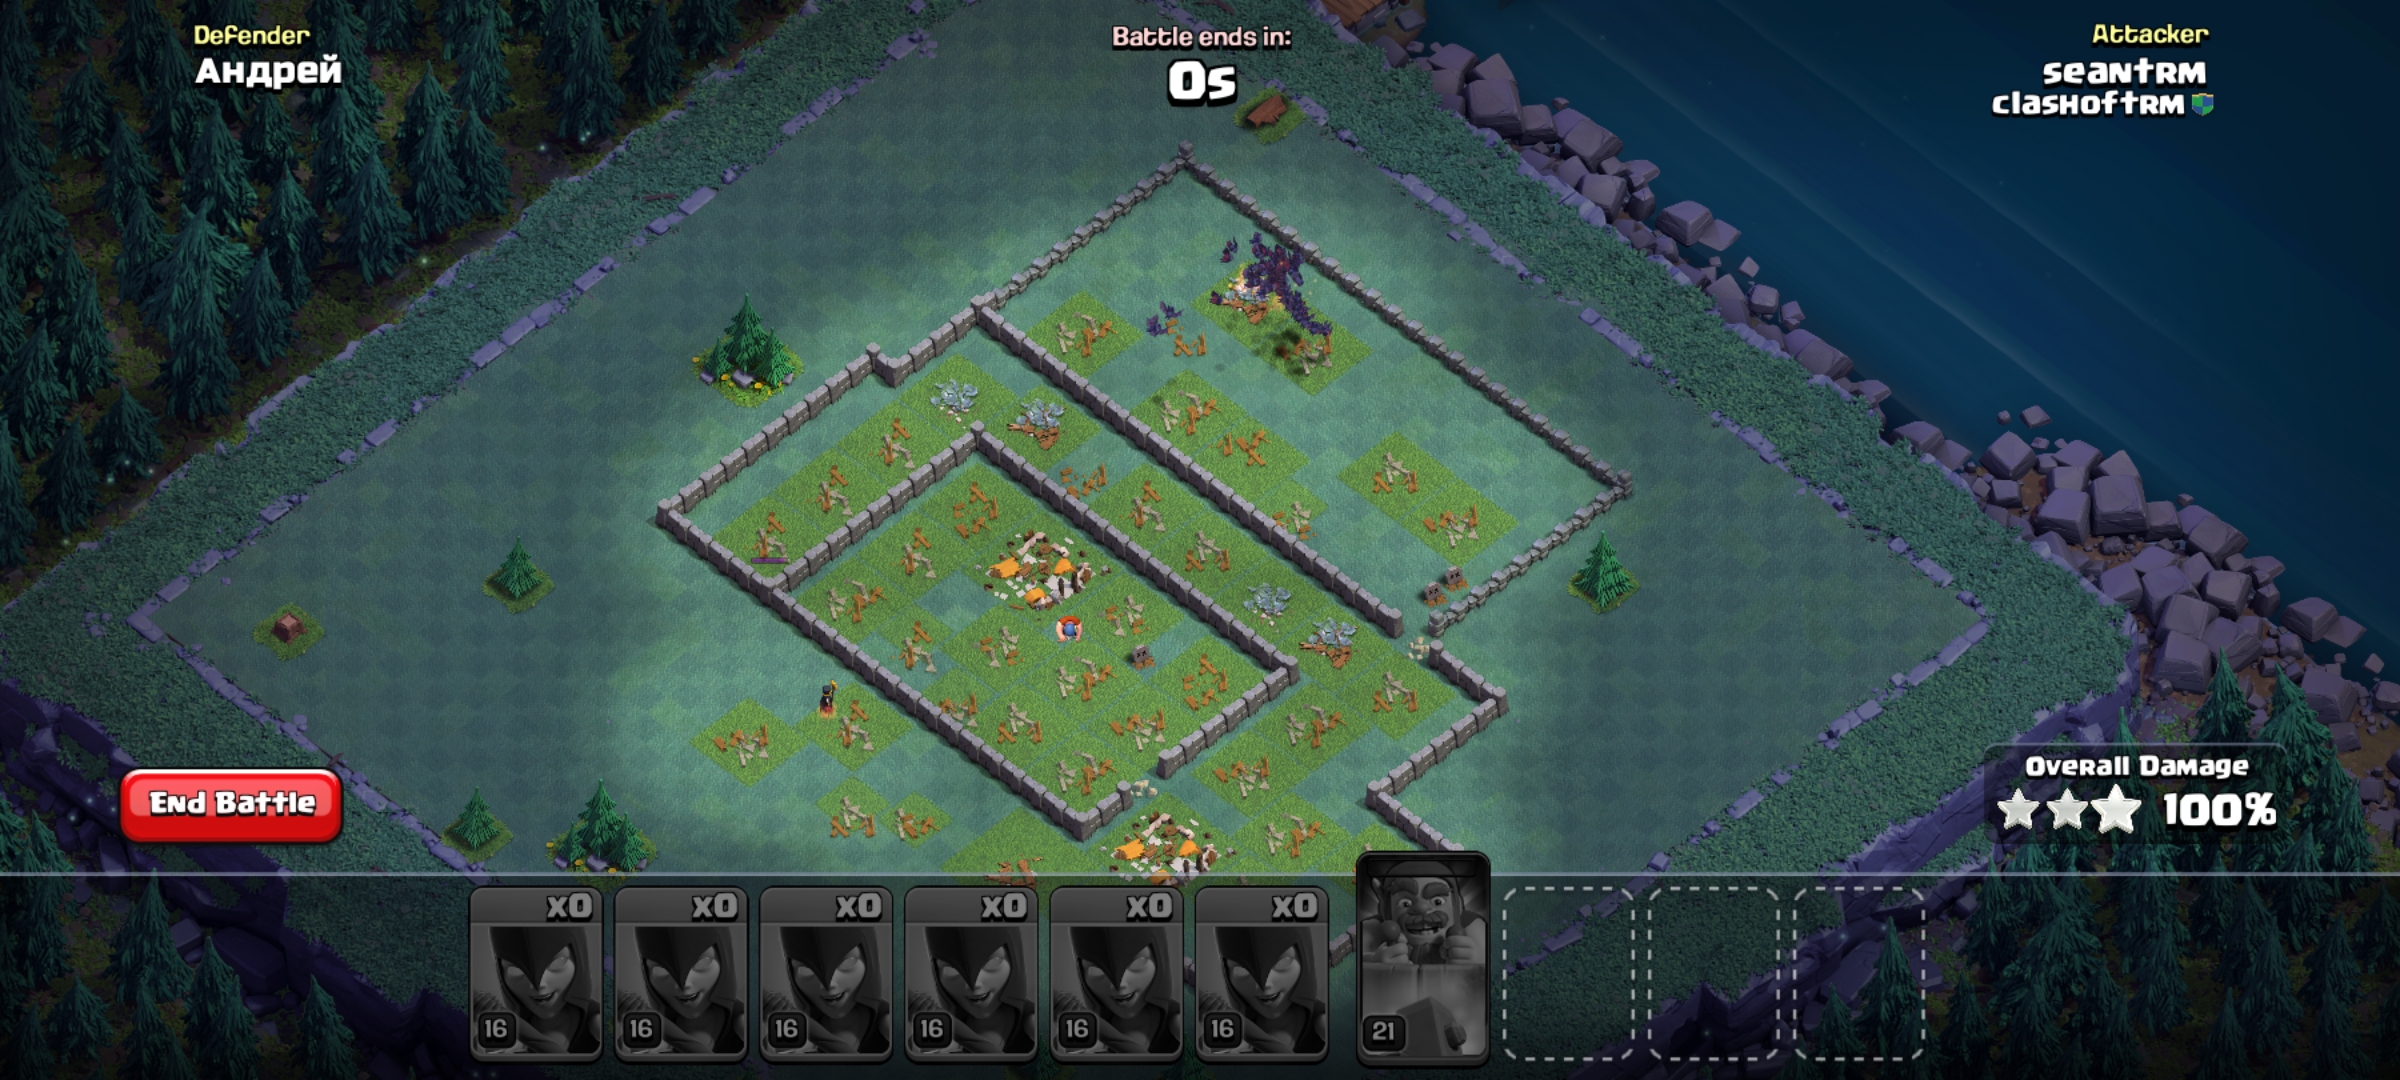 Defender
Андрей
Battle ends in:
0s
Attacker
seantRM
clashoftRM
End Battle
Overall Damage
100%
x0
x0
x0
x0
x0
x0
16
16
16
16
16
16
21